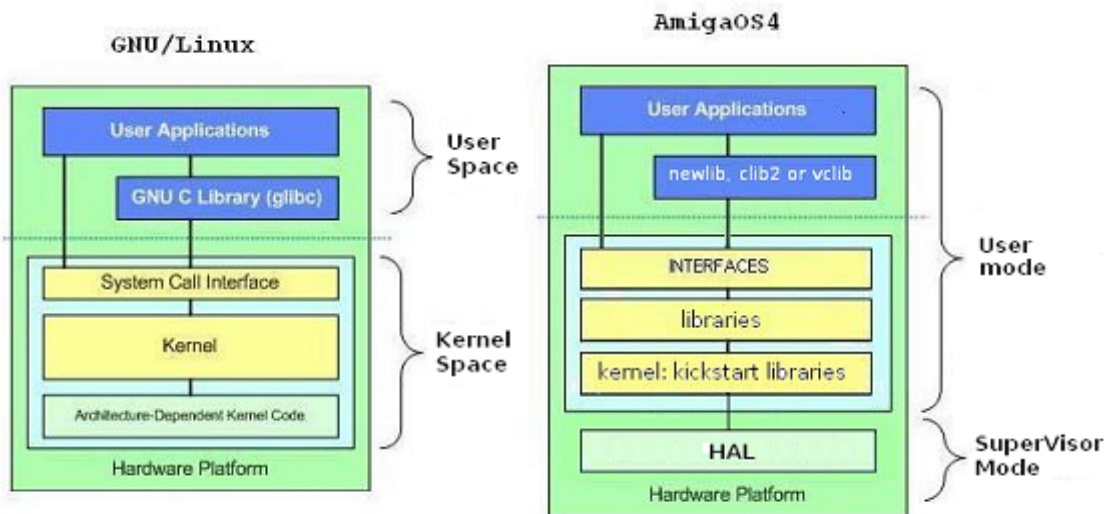 GNU/Linux
User Applications
GNU C Library (glibc)
User
Space
System Call Interface
Kernel
Architecture-Dependent Kernel Code
Kernel
Space
Hardware Platform
AmigaOS4
User Applications
newlib, clib2 or vclib
INTERFACES
libraries
kernel: kickstart libraries
User
mode
HAL
SuperVisor
Mode
Hardware Platform